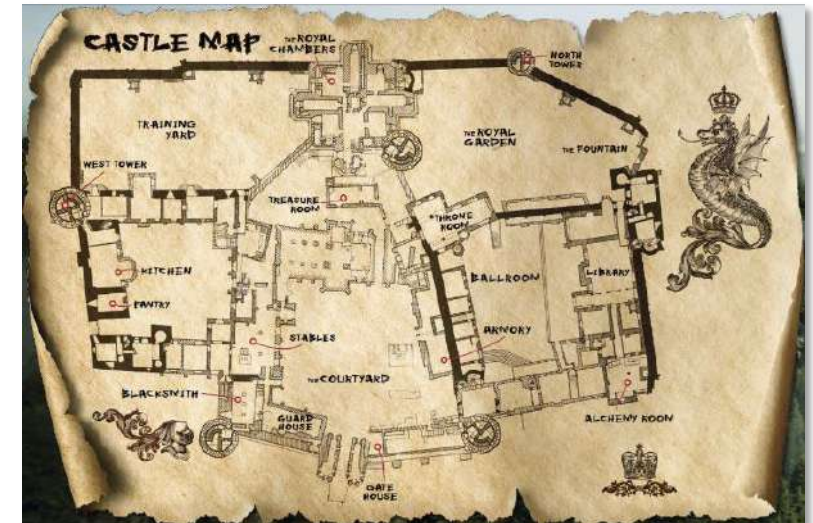 CASTLE MAP
THE ROYAL
CHAMBERS
NORTH
TOWER
TRAINING
YARD
THE ROYAL
GARDEN
THE FOUNTAIN
WEST TOWER
TREASURE
ROOM
THRONE
ROOM
KITCHEN
BALLROOM
LIBRARY
PANTRY
STABLES
ARMORY
THE COURTYARD
BLACKSMITH
GUARD
HOUSE
ALCHEMY ROOM
GATE
HOUSE